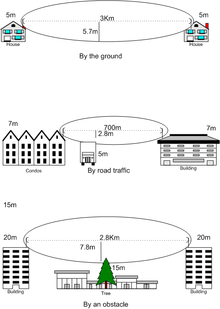 5m 5m
3Km
5.7m
House House
By the ground
7m 700m 7m
2.8m
5m
Condos Building
By road traffic
15m
20m 2.8Km 20m
7.8m
15m
Building Tree Building
By an obstacle